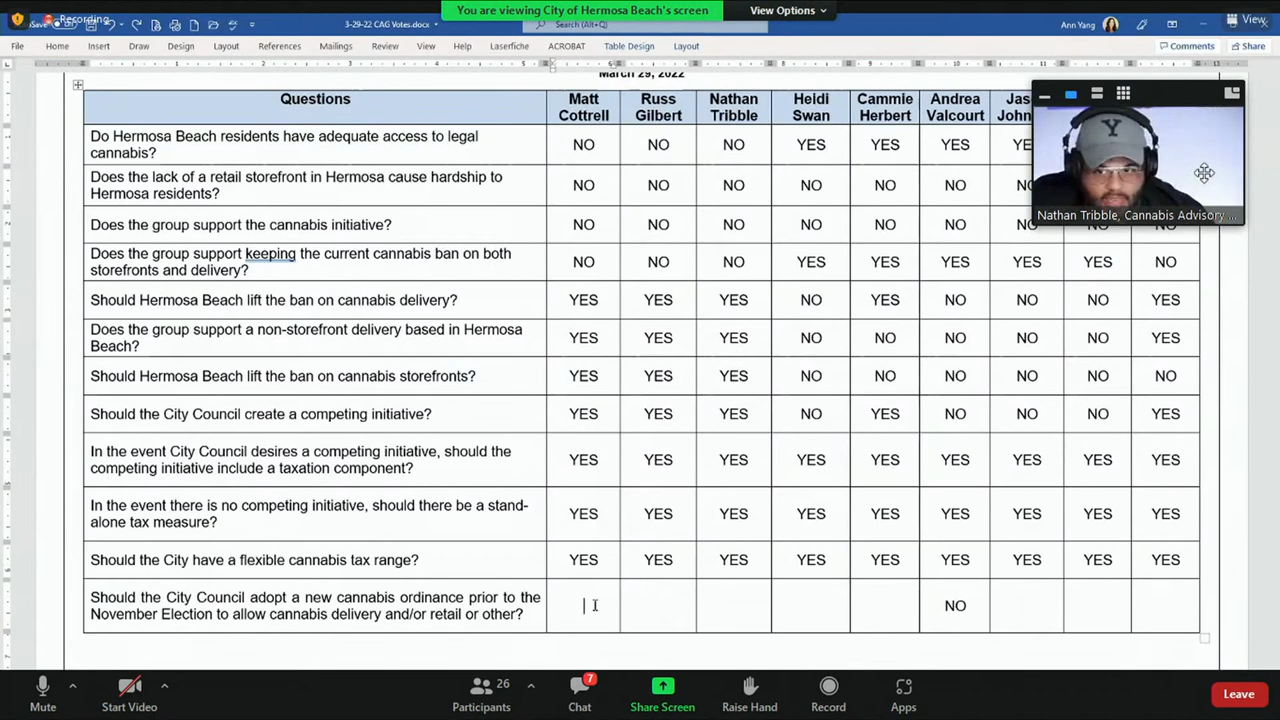 You are viewing City of Hermosa Beach's screen
View Options
Recording
3-29-22 CAG Votes.docx
Search (Alt+Q)
Ann Yang
View
File Home Insert Draw Design Layout References Mailings Review View Help Laserfiche ACROBAT Table Design Layout
Comments Share
March 29, 2022
Questions Matt Cottrell Russ Gilbert Nathan Tribble Heidi Swan Cammie Herbert Andrea Valcourt
Do Hermosa Beach residents have adequate access to legal
cannabis?
NO NO NO YES YES YES
Does the lack of a retail storefront in Hermosa cause hardship to
Hermosa residents?
NO NO NO NO NO NO
Does the group support the cannabis initiative? NO NO NO NO NO NO NO NO NO
Does the group support keeping the current cannabis ban on both
storefronts and delivery?
NO NO NO YES YES YES YES YES NO
Should Hermosa Beach lift the ban on cannabis delivery? YES YES YES NO YES NO NO NO YES
Does the group support a non-storefront delivery based in Hermosa
Beach?
YES YES YES NO NO NO NO NO YES
Should Hermosa Beach lift the ban on cannabis storefronts? YES YES YES NO NO NO NO NO NO
Should the City Council create a competing initiative? YES YES YES NO YES NO NO NO YES
In the event City Council desires a competing initiative, should the
competing initiative include a taxation component?
YES YES YES YES YES YES YES YES YES
In the event there is no competing initiative, should there be a stand-
alone tax measure?
YES YES YES YES YES YES YES YES YES
Should the City have a flexible cannabis tax range? YES YES YES YES YES YES YES YES YES
Should the City Council adopt a new cannabis ordinance prior to the
November Election to allow cannabis delivery and/or retail or other?
NO
Y
Nathan Tribble, Cannabis Advisory ...
Mute
Start Video
26
Participants
7
Chat
Share Screen
Raise Hand
Record
Apps
Leave